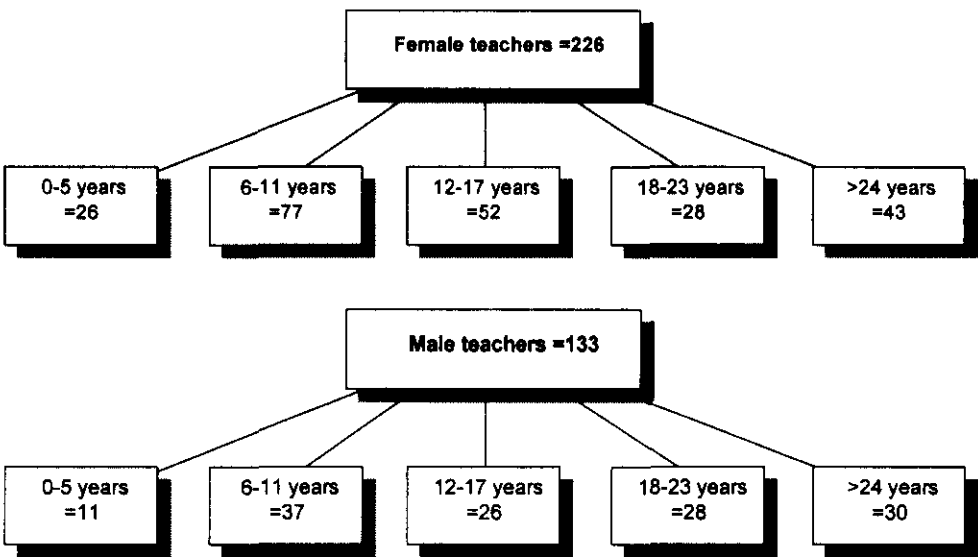 Female teachers =226
0-5 years
=26
6-11 years
=77
12-17 years
=52
18-23 years
=28
>24 years
=43
Male teachers =133
0-5 years
=11
6-11 years
=37
12-17 years
=26
18-23 years
=28
>24 years
=30